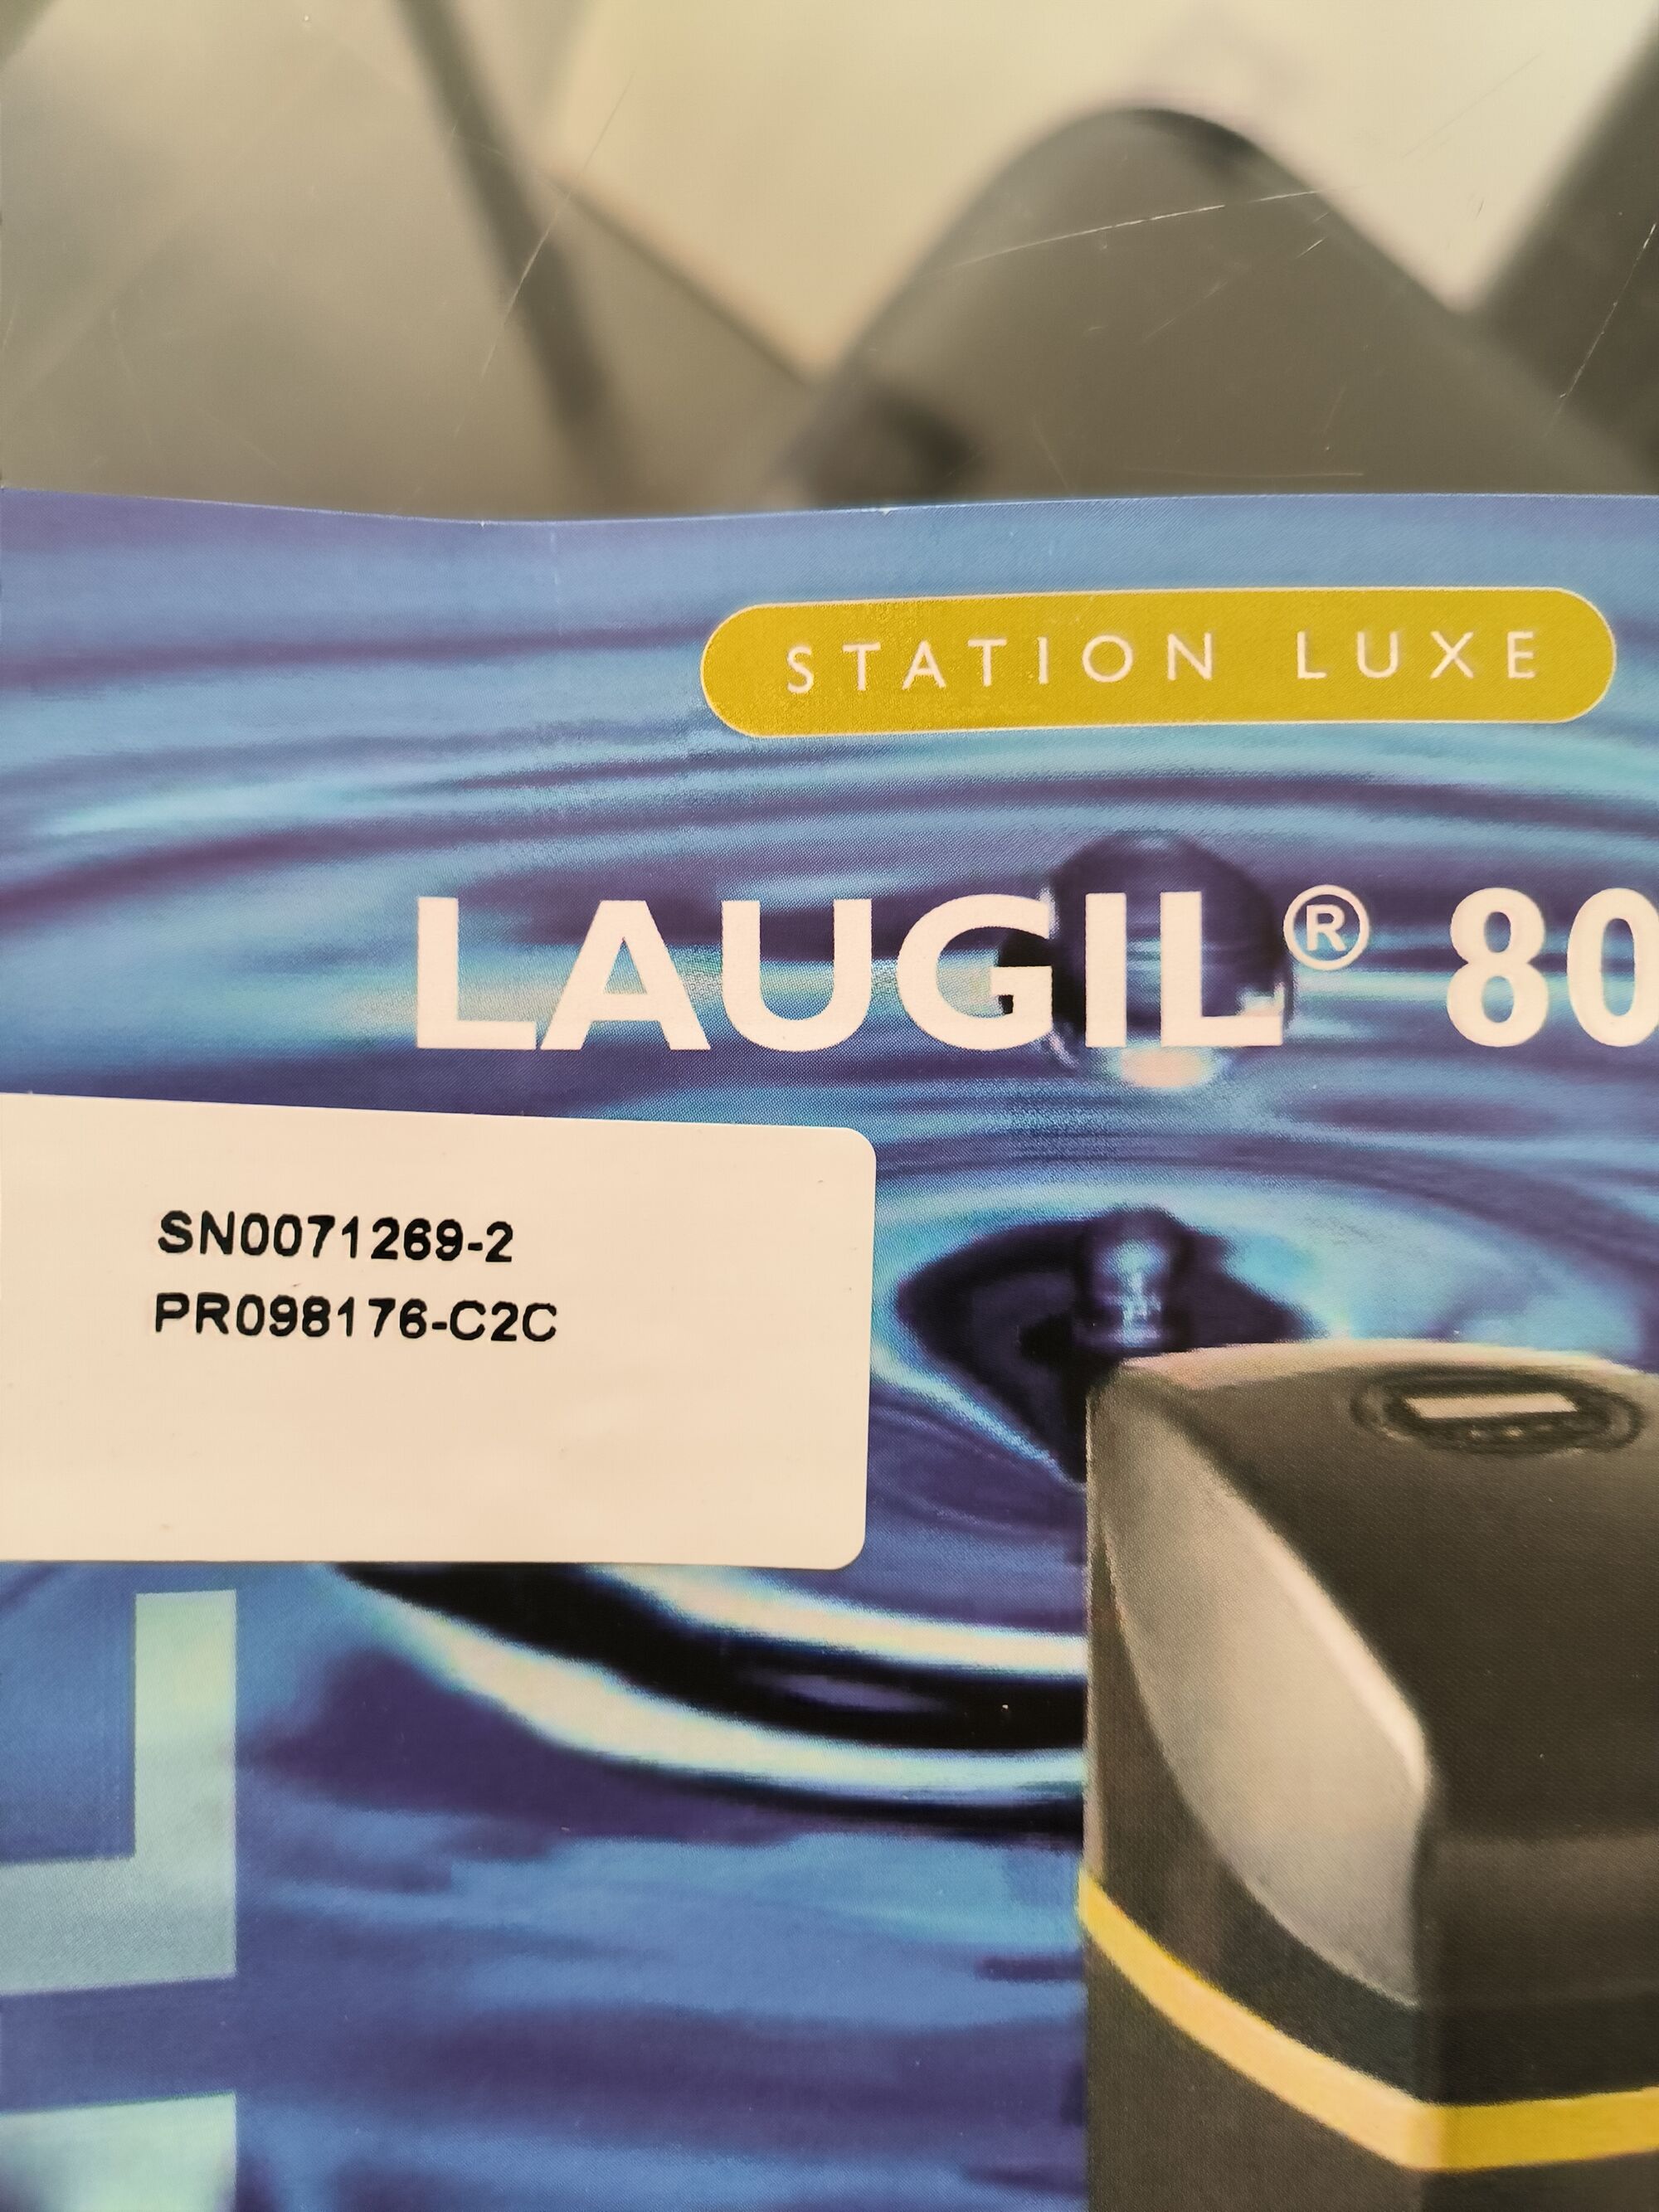 STATION LUXE
LAUGIL® 80
SN0071269-2
PR098176-C2C